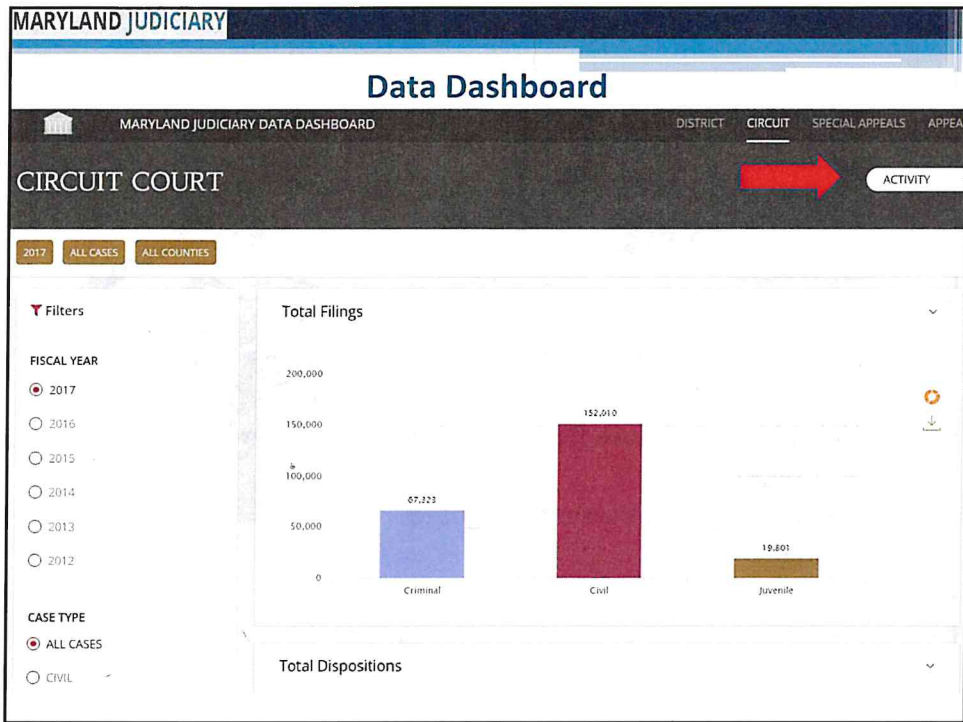 MARYLAND JUDICIARY
Data Dashboard
MARYLAND JUDICIARY DATA DASHBOARD
DISTRICT CIRCUIT SPECIAL APPEALS APPEA
CIRCUIT COURT
ACTIVITY
2017 ALL CASES ALL COUNTIES
Filters
FISCAL YEAR
2017
2016
2015
2014
2013
2012
CASE TYPE
ALL CASES
CIVIL
Total Filings
200,000
150,000
100,000
50,000
0
67,323
152,010
19,801
Criminal Civil Juvenile
Total Dispositions